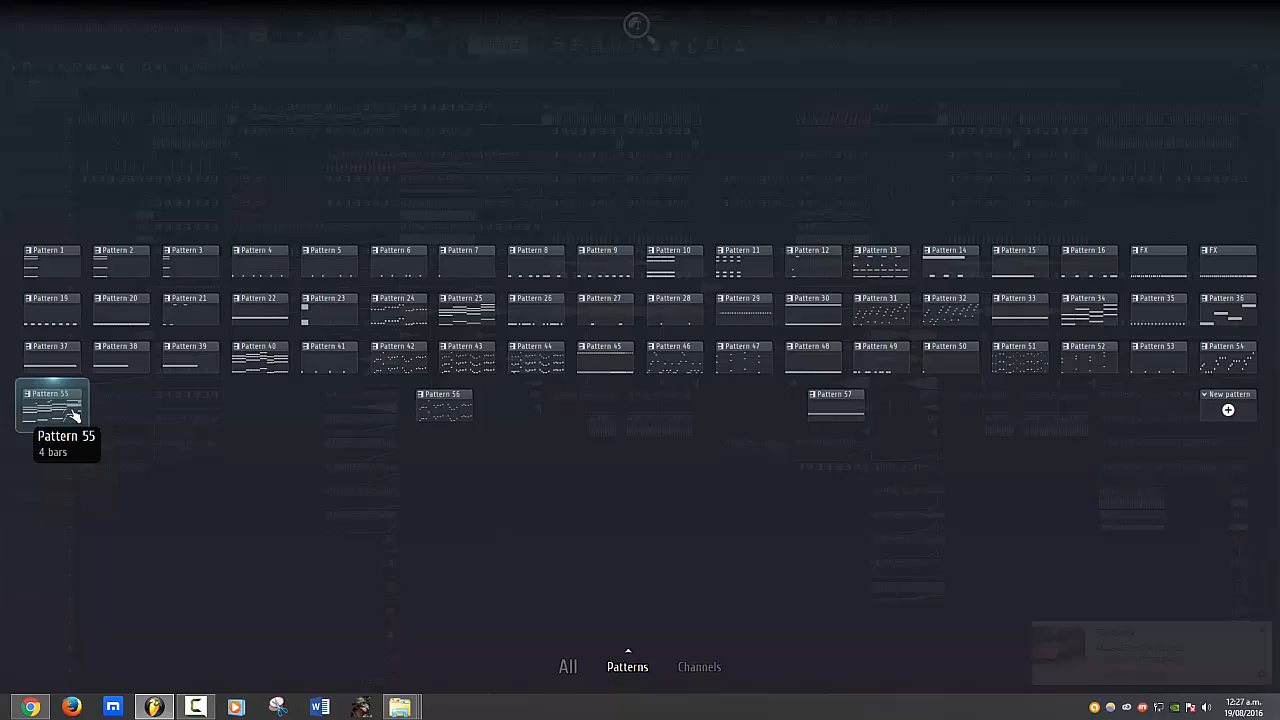 Pattern 1 Pattern 2 Pattern 3 Pattern 4 Pattern 5 Pattern 6 Pattern 7 Pattern 8 Pattern 9 Pattern 10 Pattern 11 Pattern 12 Pattern 13 Pattern 14 Pattern 15 Pattern 16 FX FX
Pattern 19 Pattern 20 Pattern 21 Pattern 22 Pattern 23 Pattern 24 Pattern 25 Pattern 26 Pattern 27 Pattern 28 Pattern 29 Pattern 30 Pattern 31 Pattern 32 Pattern 33 Pattern 34 Pattern 35 Pattern 36
Pattern 37 Pattern 38 Pattern 39 Pattern 40 Pattern 41 Pattern 42 Pattern 43 Pattern 44 Pattern 45 Pattern 46 Pattern 47 Pattern 48 Pattern 49 Pattern 50 Pattern 51 Pattern 52 Pattern 53 Pattern 54
Pattern 55 Pattern 56 Pattern 57 New pattern
Pattern 55
4 bars
All Patterns Channels
12:27 a.m.
19/08/2016